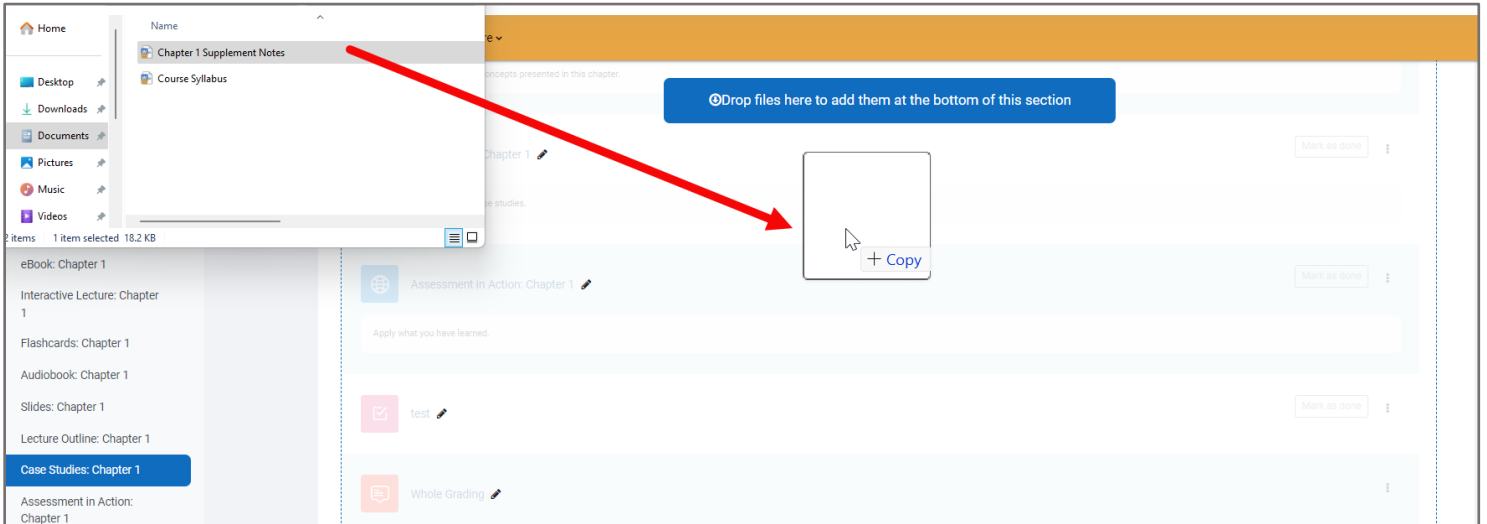 Home
Name
Chapter 1 Supplement Notes
Course Syllabus
Desktop
Downloads
Documents
Pictures
Music
Videos
2 items 1 item selected 18.2 KB
re
oncepts presented in this chapter.
Drop files here to add them at the bottom of this section
Chapter 1
Mark as done
se studies.
+ Copy
eBook: Chapter 1
Interactive Lecture: Chapter
1
Flashcards: Chapter 1
Audiobook: Chapter 1
Slides: Chapter 1
Lecture Outline: Chapter 1
Case Studies: Chapter 1
Assessment in Action:
Chapter 1
Assessment in Action: Chapter 1
Mark as done
Apply what you have learned.
test
Mark as done
Whole Grading